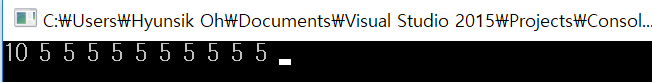 C:₩Users₩Hyunsik Oh₩Documents₩Visual Studio 2015₩Projects₩Consol...
10 5 5 5 5 5 5 5 5 5 5